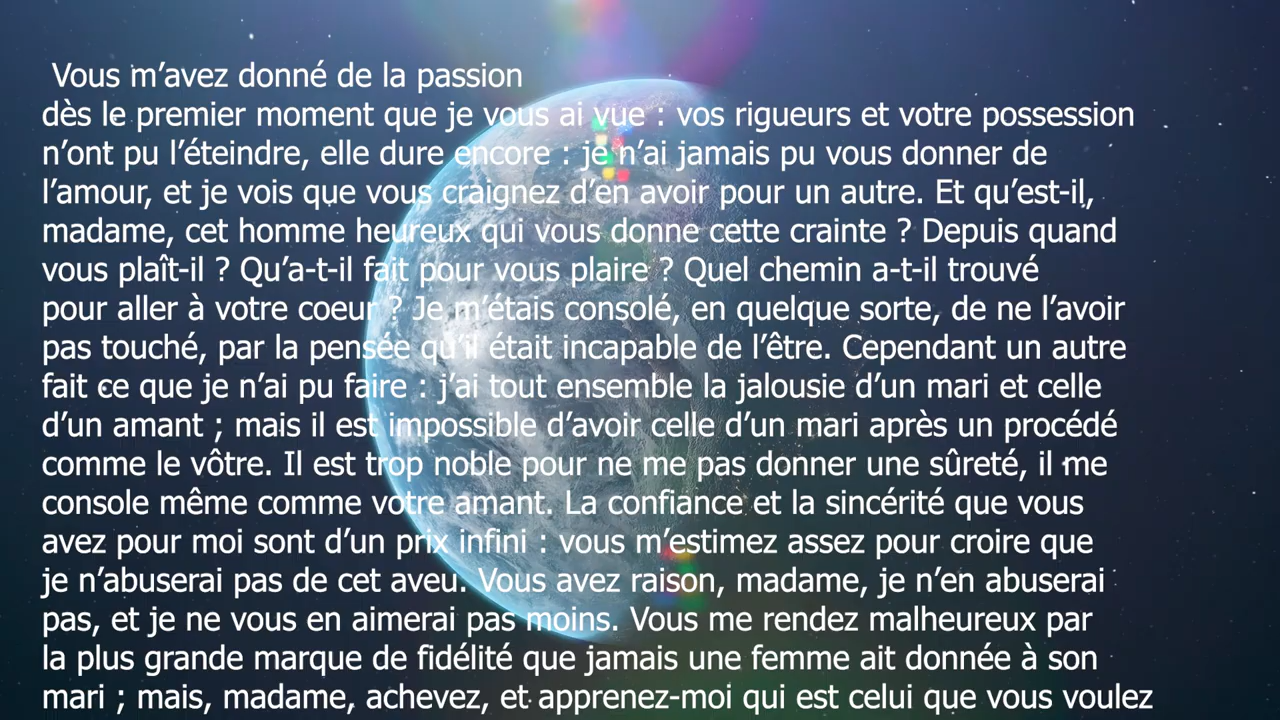 Vous m’avez donné de la passion
dès le premier moment que je vous ai vue : vos rigueurs et votre possession
n’ont pu l’éteindre, elle dure encore : je n’ai jamais pu vous donner de
l’amour, et je vois que vous craignez d’en avoir pour un autre. Et qu’est-il,
madame, cet homme heureux qui vous donne cette crainte ? Depuis quand
vous plaît-il ? Qu’a-t-il fait pour vous plaire ? Quel chemin a-t-il trouvé
pour aller à votre coeur ? Je m’étais consolé, en quelque sorte, de ne l’avoir
pas touché, par la pensée qu’il était incapable de l’être. Cependant un autre
fait ce que je n’ai pu faire : j’ai tout ensemble la jalousie d’un mari et celle
d’un amant ; mais il est impossible d’avoir celle d’un mari après un procédé
comme le vôtre. Il est trop noble pour ne me pas donner une sûreté, il me
console même comme votre amant. La confiance et la sincérité que vous
avez pour moi sont d’un prix infini : vous m’estimez assez pour croire que
je n’abuserai pas de cet aveu. Vous avez raison, madame, je n’en abuserai
pas, et je ne vous en aimerai pas moins. Vous me rendez malheureux par
la plus grande marque de fidélité que jamais une femme ait donnée à son
mari ; mais, madame, achevez, et apprenez-moi qui est celui que vous voulez